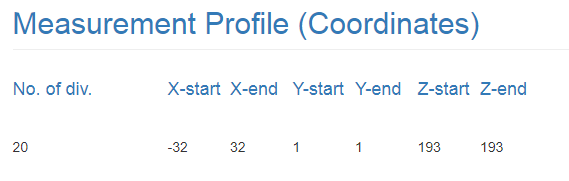 Measurement Profile (Coordinates)
No. of div. X-start X-end Y-start Y-end Z-start Z-end
20 -32 32 1 1 193 193